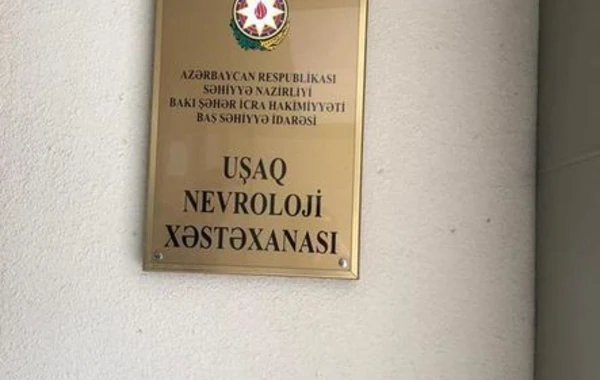 AZƏRBAYCAN RESPUBLİKASI
SƏHİYYƏ NAZİRLİYİ
BAKI ŞƏHƏR İCRA HAKİMİYYƏTİ
BAŞ SƏHİYYƏ İDARƏSİ
UŞAQ
NEVROLOJİ
XƏSTƏXANASI